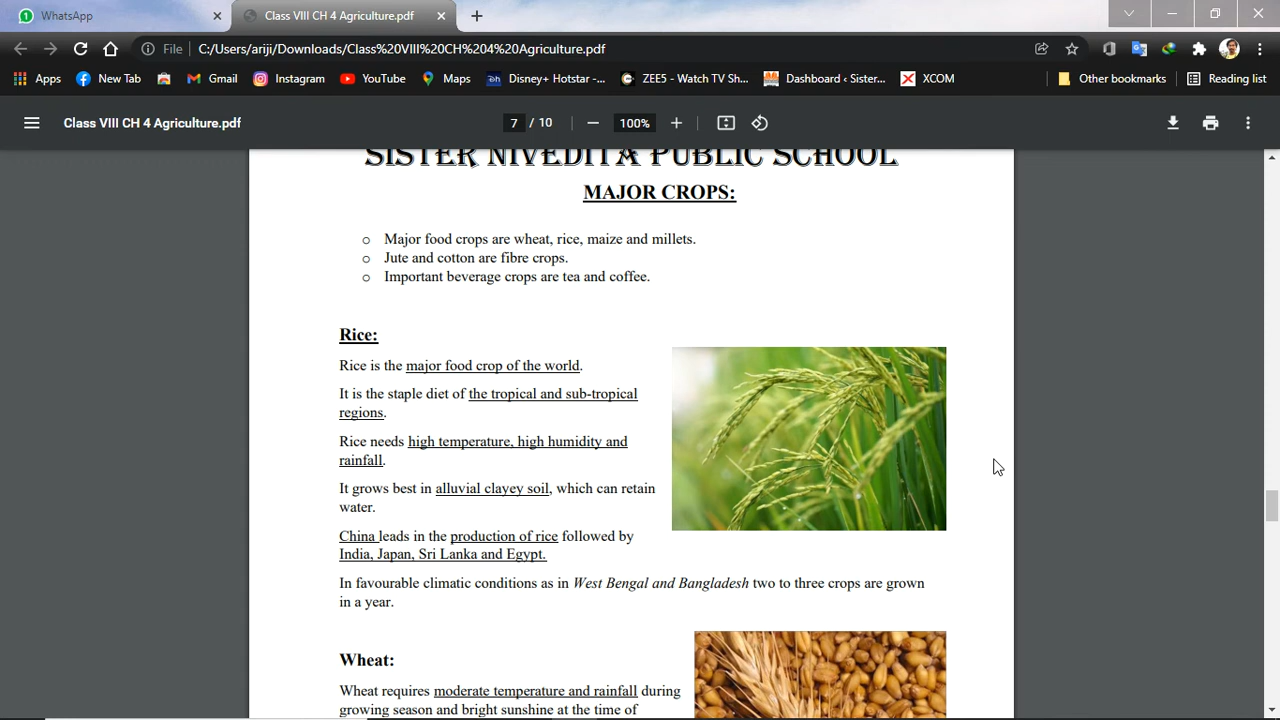 WhatsApp
Class VIII CH 4 Agriculture.pdf
File
C:/Users/ariji/Downloads/Class%20VIII%20CH%204%20Agriculture.pdf
Apps
New Tab
Gmail
Instagram
YouTube
Maps
Disney+ Hotstar -...
ZEE5 - Watch TV Sh...
Dashboard ‹ Sister...
XCOM
Other bookmarks
Reading list
Class VIII CH 4 Agriculture.pdf
7 / 10
100%
SISTER NIVEDITA PUBLIC SCHOOL
MAJOR CROPS:
o Major food crops are wheat, rice, maize and millets.
o Jute and cotton are fibre crops.
o Important beverage crops are tea and coffee.
Rice:
Rice is the major food crop of the world.
It is the staple diet of the tropical and sub-tropical
regions.
Rice needs high temperature, high humidity and
rainfall.
It grows best in alluvial clayey soil, which can retain
water.
China leads in the production of rice followed by
India, Japan, Sri Lanka and Egypt.
In favourable climatic conditions as in West Bengal and Bangladesh two to three crops are grown
in a year.
Wheat:
Wheat requires moderate temperature and rainfall during
growing season and bright sunshine at the time of